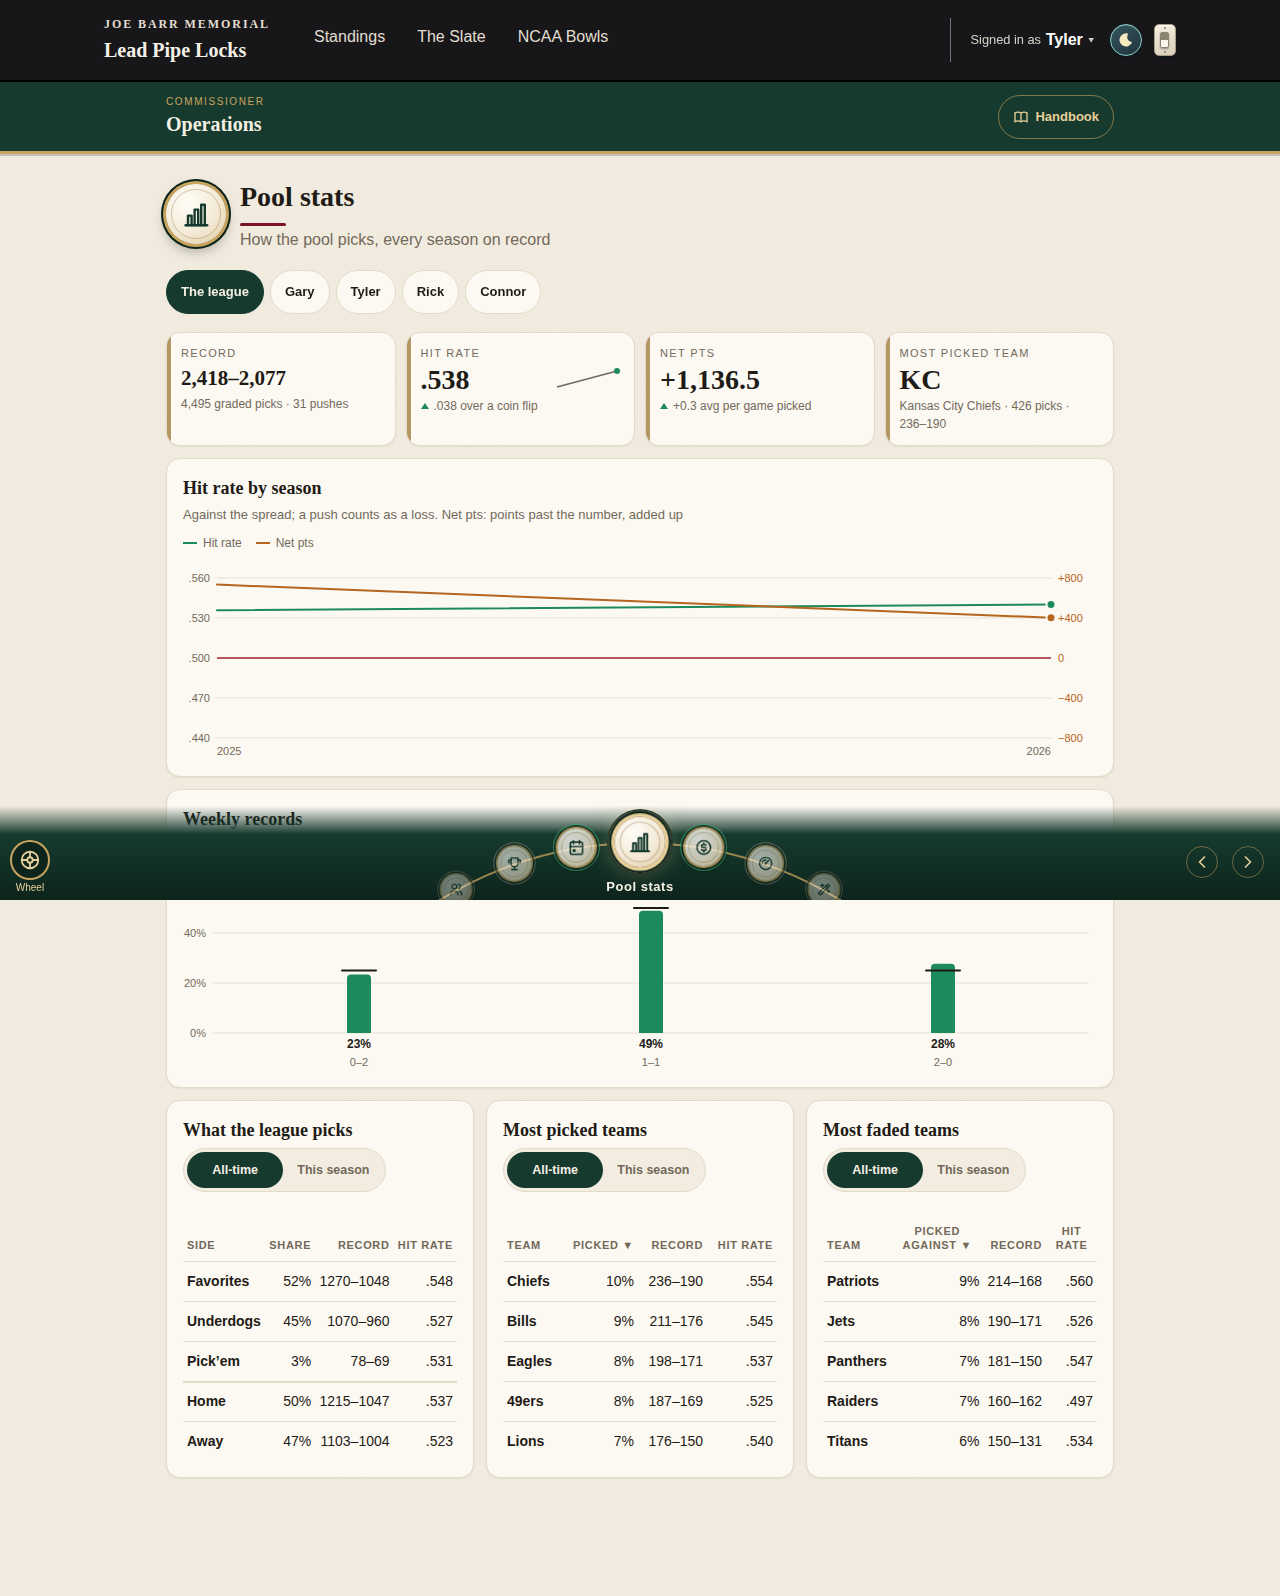 JOE BARR MEMORIAL
Lead Pipe Locks
Standings
The Slate
NCAA Bowls
Signed in as Tyler ▼
COMMISSIONER
Operations
Handbook
Pool stats
How the pool picks, every season on record
The league
Gary
Tyler
Rick
Connor
RECORD
2,418–2,077
4,495 graded picks · 31 pushes
HIT RATE
.538
▲ .038 over a coin flip
NET PTS
+1,136.5
▲ +0.3 avg per game picked
MOST PICKED TEAM
KC
Kansas City Chiefs · 426 picks ·
236–190
Hit rate by season
Against the spread; a push counts as a loss. Net pts: points past the number, added up
Hit rate
Net pts
.560
+800
.530
+400
.500
0
.470
−400
.440
−800
2025
2026
Weekly records
Wheel
Pool stats
40%
20%
0%
23%
49%
28%
0–2
1–1
2–0
What the league picks
All-time
This season
SIDE SHARE RECORD HIT RATE
Favorites 52% 1270–1048 .548
Underdogs 45% 1070–960 .527
Pick’em 3% 78–69 .531
Home 50% 1215–1047 .537
Away 47% 1103–1004 .523
Most picked teams
All-time
This season
TEAM PICKED ▼ RECORD HIT RATE
Chiefs 10% 236–190 .554
Bills 9% 211–176 .545
Eagles 8% 198–171 .537
49ers 8% 187–169 .525
Lions 7% 176–150 .540
Most faded teams
All-time
This season
TEAM PICKED AGAINST ▼ RECORD HIT RATE
Patriots 9% 214–168 .560
Jets 8% 190–171 .526
Panthers 7% 181–150 .547
Raiders 7% 160–162 .497
Titans 6% 150–131 .534